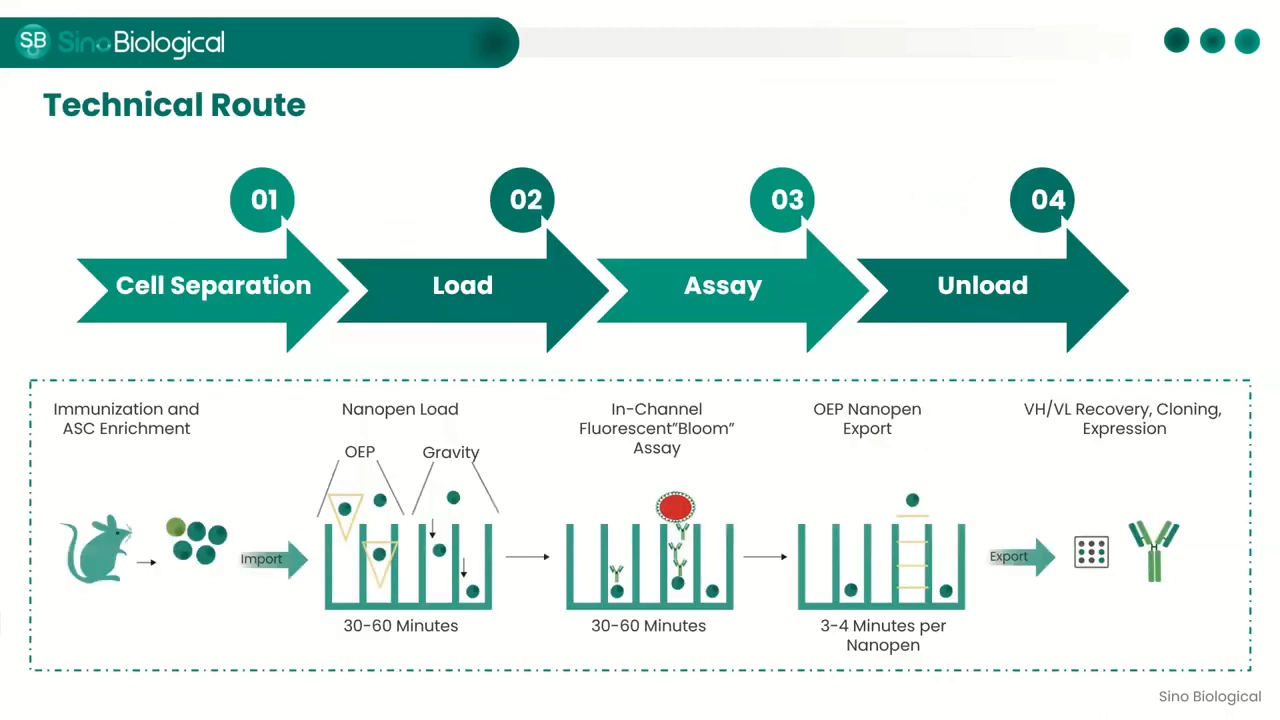 SB SinoBiological
Technical Route
01
02
03
04
Cell Separation
Load
Assay
Unload
Immunization and
ASC Enrichment
Nanopen Load
In-Channel
Fluorescent"Bloom"
Assay
OEP Nanopen
Export
VH/VL Recovery, Cloning,
Expression
OEP
Gravity
Import
Export
30-60 Minutes
30-60 Minutes
3-4 Minutes per
Nanopen
Sino Biological